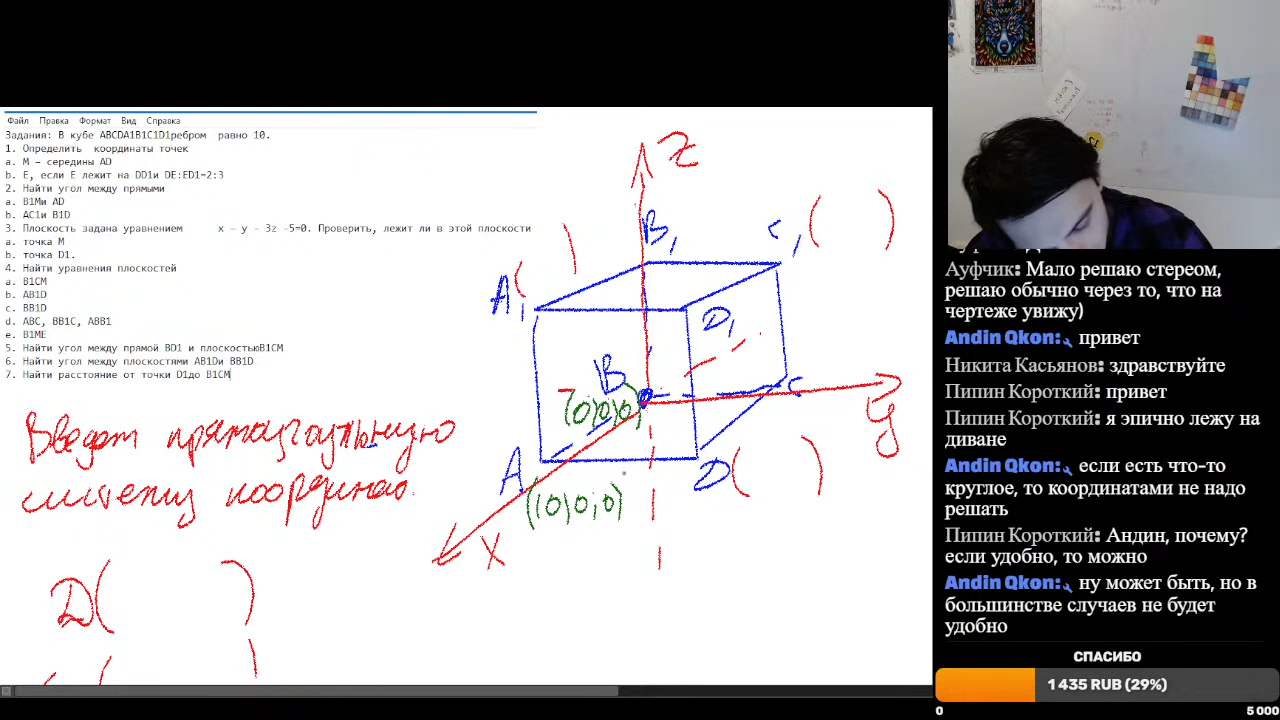 Файл Правка Формат Вид Справка
Задания: В кубе ABCDA1B1C1D1ребром равно 10.
1. Определить координаты точек
a. М – середины AD
b. E, если E лежит на DD1и DE:ED1=2:3
2. Найти угол между прямыми
a. B1Mи AD
b. AC1и B1D
3. Плоскость задана уравнением х – y – 3z -5=0. Проверить, лежит ли в этой плоскости
a. точка М
b. точка D1.
4. Найти уравнения плоскостей
a. B1CM
b. AB1D
c. BB1D
d. ABC, BB1C, ABB1
e. B1ME
5. Найти угол между прямой BD1 и плоскостьюB1CM
6. Найти угол между плоскостями AB1Dи BB1D
7. Найти расстояние от точки D1до B1CM
Введем прямоугольную
систему координат.
D( )
Z
B1
C1( )
A1( )
D1
B
(0;0;0)
C
y
A
(10;0;0)
D( )
X
Ауфчик: Мало решаю стереом,
решаю обычно через то, что на
чертеже увижу)
Andin Qkon: привет
Никита Касьянов: здравствуйте
Пипин Короткий: привет
Пипин Короткий: я эпично лежу на
диване
Andin Qkon: если есть что-то
круглое, то координатами не надо
решать
Пипин Короткий: Андин, почему?
если удобно, то можно
Andin Qkon: ну может быть, но в
большинстве случаев не будет
удобно
СПАСИБО
1 435 RUB (29%)
0 5 000